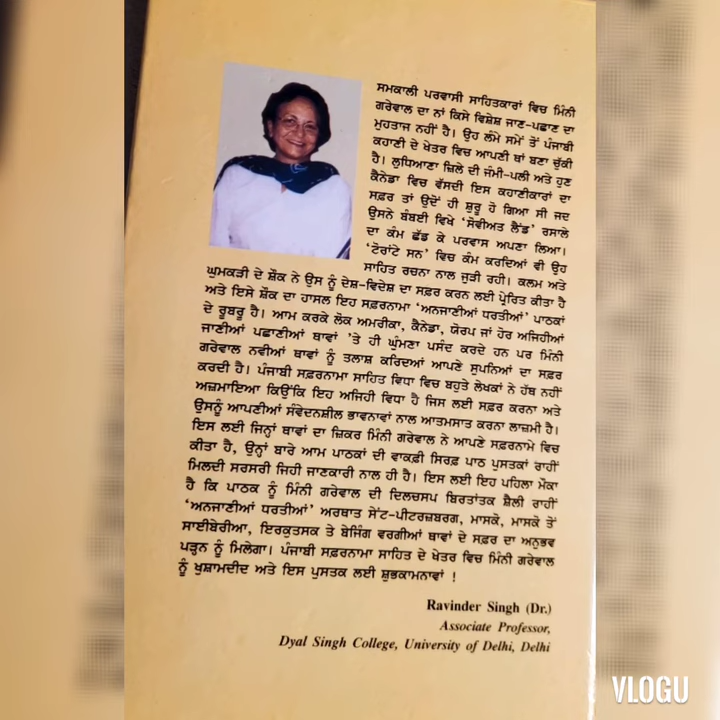 ਸਮਕਾਲੀ ਪਰਵਾਸੀ ਸਾਹਿਤਕਾਰਾਂ ਵਿਚ ਮਿੰਨੀ
ਗਰੇਵਾਲ ਦਾ ਨਾਂ ਕਿਸੇ ਵਿਸ਼ੇਸ਼ ਜਾਣ-ਪਛਾਣ ਦਾ
ਮੁਹਤਾਜ ਨਹੀਂ ਹੈ। ਉਹ ਲੰਮੇ ਸਮੇਂ ਤੋਂ ਪੰਜਾਬੀ
ਕਹਾਣੀ ਦੇ ਖੇਤਰ ਵਿਚ ਆਪਣੀ ਥਾਂ ਬਣਾ ਚੁੱਕੀ
ਹੈ। ਲੁਧਿਆਣਾ ਜ਼ਿਲੇ ਦੀ ਜੰਮੀ-ਪਲੀ ਅਤੇ ਹੁਣ
ਕੈਨੇਡਾ ਵਿਚ ਵੱਸਦੀ ਇਸ ਕਹਾਣੀਕਾਰਾਂ ਦਾ
ਸਫ਼ਰ ਤਾਂ ਉਦੋਂ ਹੀ ਸ਼ੁਰੂ ਹੋ ਗਿਆ ਸੀ ਜਦ
ਉਸਨੇ ਬੰਬਈ ਵਿਖੇ 'ਸੋਵੀਅਤ ਲੈਂਡ' ਰਸਾਲੇ
ਦਾ ਕੰਮ ਛੱਡ ਕੇ ਪਰਵਾਸ ਅਪਣਾ ਲਿਆ।
'ਟੋਰਾਂਟੋ ਸਨ' ਵਿਚ ਕੰਮ ਕਰਦਿਆਂ ਵੀ ਉਹ
ਸਾਹਿਤ ਰਚਨਾ ਨਾਲ ਜੁੜੀ ਰਹੀ। ਕਲਮ ਅਤੇ
ਘੁਮਕੜੀ ਦੇ ਸ਼ੌਕ ਨੇ ਉਸ ਨੂੰ ਦੇਸ਼-ਵਿਦੇਸ਼ ਦਾ ਸਫ਼ਰ ਕਰਨ ਲਈ ਪ੍ਰੇਰਿਤ ਕੀਤਾ ਹੈ
ਅਤੇ ਇਸੇ ਸ਼ੌਕ ਦਾ ਹਾਸਲ ਇਹ ਸਫ਼ਰਨਾਮਾ 'ਅਨਜਾਣੀਆਂ ਧਰਤੀਆਂ' ਪਾਠਕਾਂ
ਦੇ ਰੂਬਰੂ ਹੈ। ਆਮ ਕਰਕੇ ਲੋਕ ਅਮਰੀਕਾ, ਕੈਨੇਡਾ, ਯੋਰਪ ਜਾਂ ਹੋਰ ਅਜਿਹੀਆਂ
ਜਾਣੀਆਂ ਪਛਾਣੀਆਂ ਥਾਵਾਂ 'ਤੇ ਹੀ ਘੁੰਮਣਾ ਪਸੰਦ ਕਰਦੇ ਹਨ ਪਰ ਮਿੰਨੀ
ਗਰੇਵਾਲ ਨਵੀਆਂ ਥਾਵਾਂ ਨੂੰ ਤਲਾਸ਼ ਕਰਿਦਆਂ ਆਪਣੇ ਸੁਪਨਿਆਂ ਦਾ ਸਫ਼ਰ
ਕਰਦੀ ਹੈ। ਪੰਜਾਬੀ ਸਫ਼ਰਨਾਮਾ ਸਾਹਿਤ ਵਿਧਾ ਵਿਚ ਬਹੁਤੇ ਲੇਖਕਾਂ ਨੇ ਹੱਥ ਨਹੀਂ
ਅਜ਼ਮਾਇਆ ਕਿਉਂਕਿ ਇਹ ਅਜਿਹੀ ਵਿਧਾ ਹੈ ਜਿਸ ਲਈ ਸਫ਼ਰ ਕਰਨਾ ਅਤੇ
ਉਸਨੂੰ ਆਪਣੀਆਂ ਸੰਵੇਦਨਸ਼ੀਲ ਭਾਵਨਾਵਾਂ ਨਾਲ ਆਤਮਸਾਤ ਕਰਨਾ ਲਾਜ਼ਮੀ ਹੈ।
ਇਸ ਲਈ ਜਿਨ੍ਹਾਂ ਥਾਵਾਂ ਦਾ ਜ਼ਿਕਰ ਮਿੰਨੀ ਗਰੇਵਾਲ ਨੇ ਆਪਣੇ ਸਫ਼ਰਨਾਮੇ ਵਿਚ
ਕੀਤਾ ਹੈ, ਉਨ੍ਹਾਂ ਬਾਰੇ ਆਮ ਪਾਠਕਾਂ ਦੀ ਵਾਕਫ਼ੀ ਸਿਰਫ਼ ਪਾਠ ਪੁਸਤਕਾਂ ਰਾਹੀਂ
ਮਿਲਦੀ ਸਰਸਰੀ ਜਿਹੀ ਜਾਣਕਾਰੀ ਨਾਲ ਹੀ ਹੈ। ਇਸ ਲਈ ਇਹ ਪਹਿਲਾ ਮੌਕਾ
ਹੈ ਕਿ ਪਾਠਕ ਨੂੰ ਮਿੰਨੀ ਗਰੇਵਾਲ ਦੀ ਦਿਲਚਸਪ ਬਿਰਤਾਂਤਕ ਸ਼ੈਲੀ ਰਾਹੀਂ
'ਅਨਜਾਣੀਆਂ ਧਰਤੀਆਂ' ਅਰਥਾਤ ਸੇਂਟ-ਪੀਟਰਜ਼ਬਰਗ, ਮਾਸਕੋ, ਮਾਸਕੋ ਤੋਂ
ਸਾਈਬੇਰੀਆ, ਇਰਕੁਤਸਕ ਤੇ ਬੇਜਿੰਗ ਵਰਗੀਆਂ ਥਾਵਾਂ ਦੇ ਸਫ਼ਰ ਦਾ ਅਨੁਭਵ
ਪੜ੍ਹਨ ਨੂੰ ਮਿਲੇਗਾ। ਪੰਜਾਬੀ ਸਫ਼ਰਨਾਮਾ ਸਾਹਿਤ ਦੇ ਖੇਤਰ ਵਿਚ ਮਿੰਨੀ ਗਰੇਵਾਲ
ਨੂੰ ਖੁਸ਼ਾਮਦੀਦ ਅਤੇ ਇਸ ਪੁਸਤਕ ਲਈ ਸ਼ੁਭਕਾਮਨਾਵਾਂ !
Ravinder Singh (Dr.)
Associate Professor,
Dyal Singh College, University of Delhi, Delhi
VLOGU